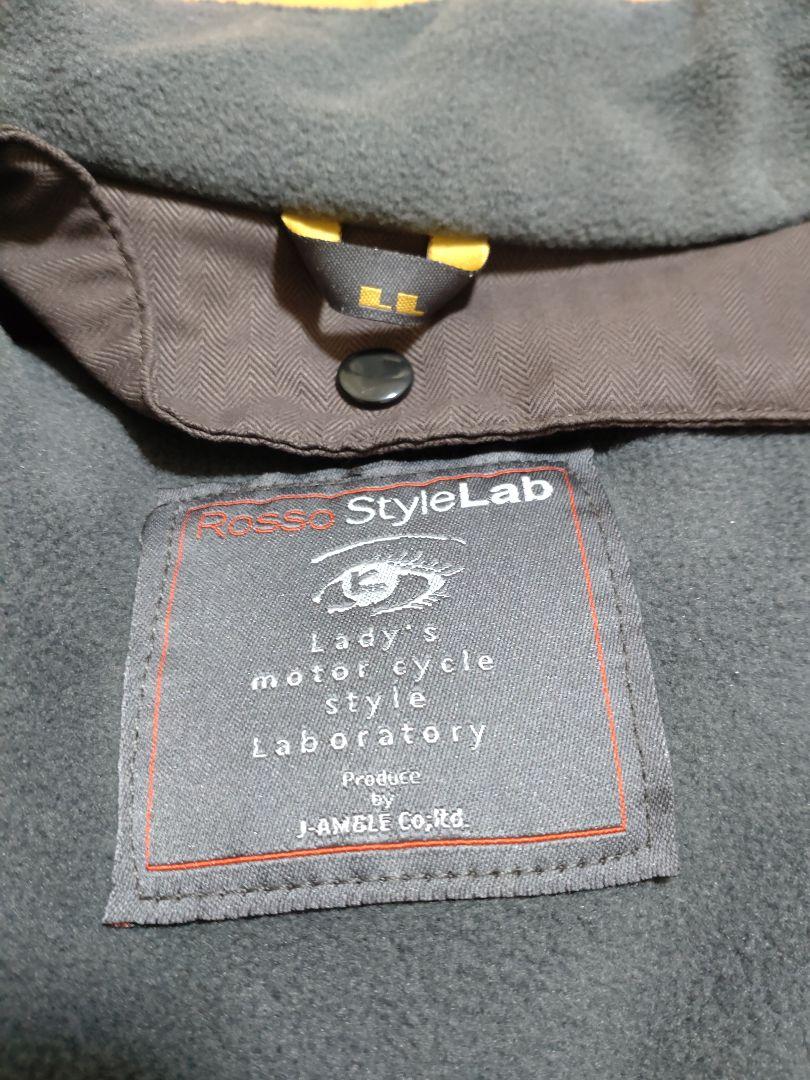 LL
Rosso StyleLab
Lady's
motor cycle
style
Laboratory
Produce
by
J-AMBLE Co;ltd.